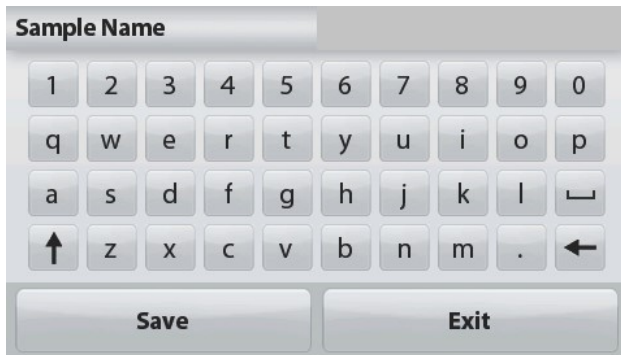 Sample Name
1 2 3 4 5 6 7 8 9 0
q w e r t y u i o p
a s d f g h j k l
z x c v b n m .
Save Exit